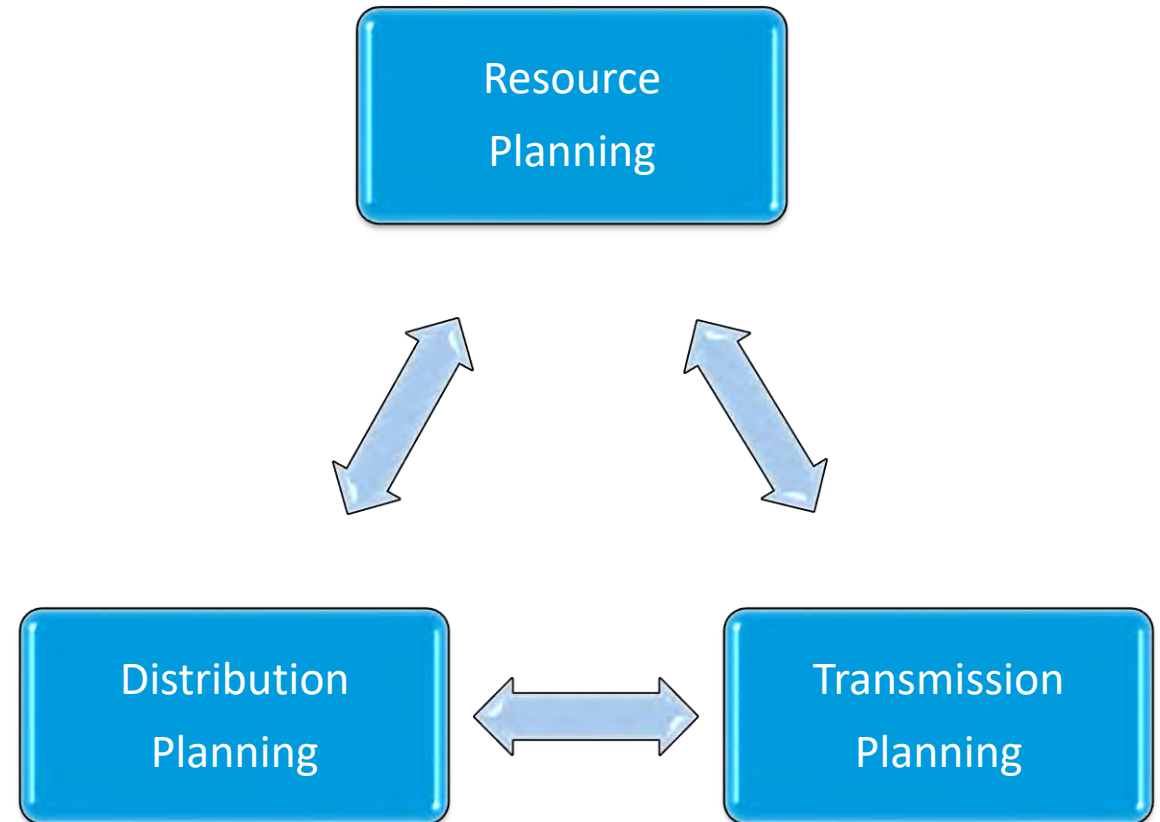 Resource
Planning
Distribution
Planning
Transmission
Planning